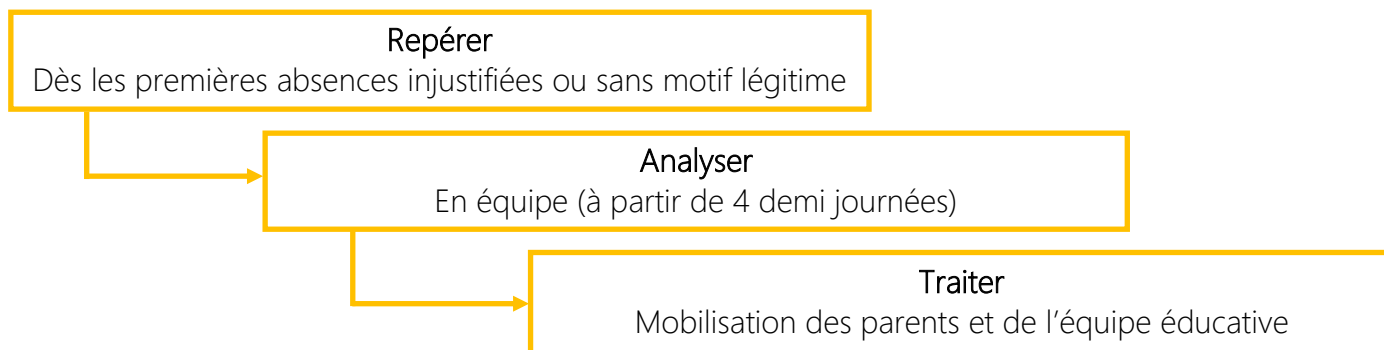 Repérer
Dès les premières absences injustifiées ou sans motif légitime
Analyser
En équipe (à partir de 4 demi journées)
Traiter
Mobilisation des parents et de l’équipe éducative